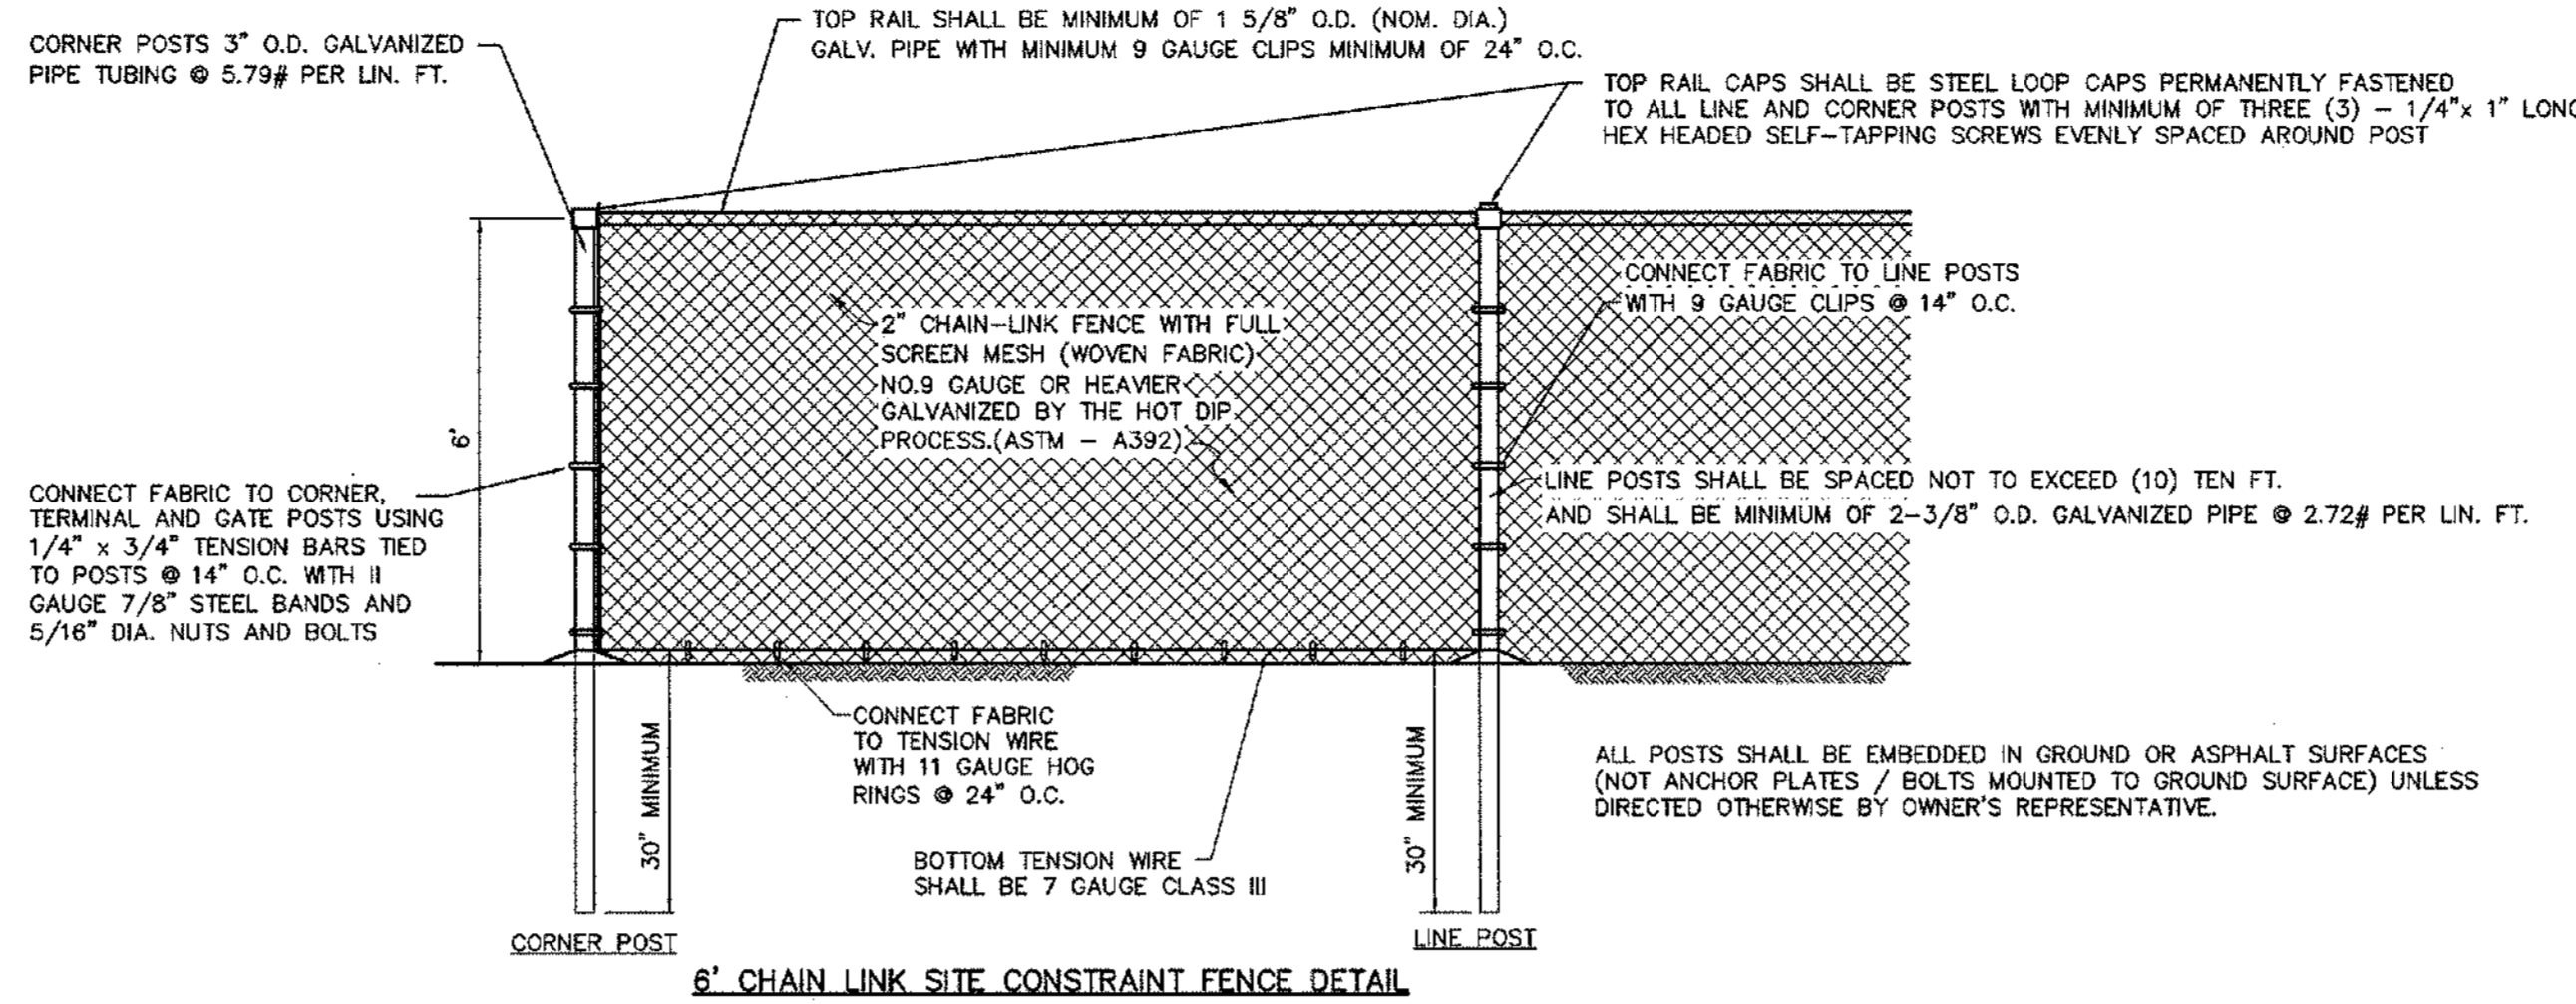 TOP RAIL SHALL BE MINIMUM OF 1 5/8" O.D. (NOM. DIA.)
GALV. PIPE WITH MINIMUM 9 GAUGE CLIPS MINIMUM OF 24" O.C.
CORNER POSTS 3" O.D. GALVANIZED
PIPE TUBING @ 5.79# PER LIN. FT.
TOP RAIL CAPS SHALL BE STEEL LOOP CAPS PERMANENTLY FASTENED
TO ALL LINE AND CORNER POSTS WITH MINIMUM OF THREE (3) – 1/4"x 1" LONG
HEX HEADED SELF–TAPPING SCREWS EVENLY SPACED AROUND POST
CONNECT FABRIC TO LINE POSTS
WITH 9 GAUGE CLIPS @ 14" O.C.
2" CHAIN–LINK FENCE WITH FULL
SCREEN MESH (WOVEN FABRIC)
NO.9 GAUGE OR HEAVIER
GALVANIZED BY THE HOT DIP
PROCESS.(ASTM – A392)
6'
CONNECT FABRIC TO CORNER,
TERMINAL AND GATE POSTS USING
1/4" x 3/4" TENSION BARS TIED
TO POSTS @ 14" O.C. WITH II
GAUGE 7/8" STEEL BANDS AND
5/16" DIA. NUTS AND BOLTS
LINE POSTS SHALL BE SPACED NOT TO EXCEED (10) TEN FT.
AND SHALL BE MINIMUM OF 2–3/8" O.D. GALVANIZED PIPE @ 2.72# PER LIN. FT.
30" MINIMUM
CONNECT FABRIC
TO TENSION WIRE
WITH 11 GAUGE HOG
RINGS @ 24" O.C.
BOTTOM TENSION WIRE
SHALL BE 7 GAUGE CLASS III
30" MINIMUM
ALL POSTS SHALL BE EMBEDDED IN GROUND OR ASPHALT SURFACES
(NOT ANCHOR PLATES / BOLTS MOUNTED TO GROUND SURFACE) UNLESS
DIRECTED OTHERWISE BY OWNER'S REPRESENTATIVE.
CORNER POST
LINE POST
6' CHAIN LINK SITE CONSTRAINT FENCE DETAIL